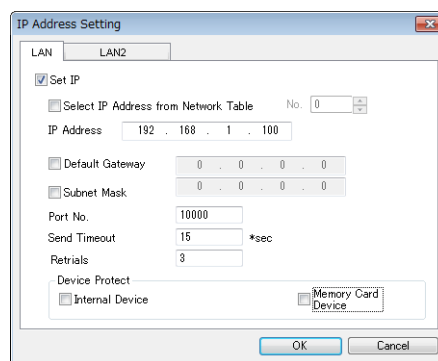 IP Address Setting
LAN LAN2
Set IP
Select IP Address from Network Table No. 0
IP Address 192 . 168 . 1 . 100
Default Gateway 0 . 0 . 0 . 0
Subnet Mask 0 . 0 . 0 . 0
Port No. 10000
Send Timeout 15 *sec
Retrials 3
Device Protect
Internal Device Memory Card
Device
OK Cancel